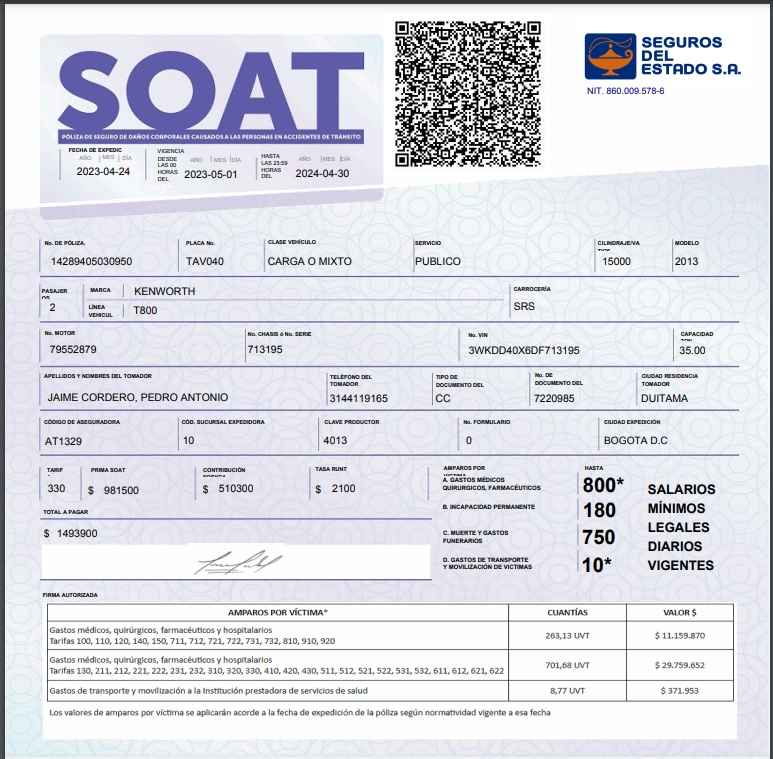 SOAT
PÓLIZA DE SEGURO DE DAÑOS CORPORALES CAUSADOS A LAS PERSONAS EN ACCIDENTES DE TRÁNSITO
FECHA DE EXPEDIC
AÑO MES DÍA
2023-04-24
VIGENCIA DESDE LAS 00 HORAS DEL
AÑO MES DÍA
2023-05-01
HASTA LAS 23:59 HORAS DEL
AÑO MES DÍA
2024-04-30
SEGUROS
DEL
ESTADO S.A.
NIT. 860.009.578-6
No. DE PÓLIZA. PLACA No. CLASE VEHÍCULO SERVICIO CILINDRAJE/VA MODELO
14289405030950 TAV040 CARGA O MIXTO PUBLICO 15000 2013
PASAJER MARCA KENWORTH CARROCERÍA
2 LÍNEA VEHICUL T800 SRS
No. MOTOR No. CHASIS ó No. SERIE No. VIN CAPACIDAD
79552879 713195 3WKDD40X6DF713195 35.00
APELLIDOS Y NOMBRES DEL TOMADOR TELÉFONO DEL TOMADOR TIPO DE DOCUMENTO DEL No. DE DOCUMENTO DEL CIUDAD RESIDENCIA TOMADOR
JAIME CORDERO, PEDRO ANTONIO 3144119165 CC 7220985 DUITAMA
CÓDIGO DE ASEGURADORA CÓD. SUCURSAL EXPEDIDORA CLAVE PRODUCTOR No. FORMULARIO CIUDAD EXPEDICIÓN
AT1329 10 4013 0 BOGOTA D.C
TARIF PRIMA SOAT CONTRIBUCIÓN TASA RUNT
330 $ 981500 $ 510300 $ 2100
TOTAL A PAGAR
$ 1493900
FIRMA AUTORIZADA
AMPAROS POR HASTA
A. GASTOS MÉDICOS QUIRURGICOS, FARMACÉUTICOS 800*
B. INCAPACIDAD PERMANENTE 180
C. MUERTE Y GASTOS FUNERARIOS 750
D. GASTOS DE TRANSPORTE Y MOVILIZACIÓN DE VICTIMAS 10*
SALARIOS
MÍNIMOS
LEGALES
DIARIOS
VIGENTES
AMPAROS POR VÍCTIMA* CUANTÍAS VALOR $
Gastos médicos, quirúrgicos, farmacéuticos y hospitalarios
Tarifas 100, 110, 120, 140, 150, 711, 712, 721, 722, 731, 732, 810, 910, 920 263,13 UVT $ 11.159.870
Gastos médicos, quirúrgicos, farmacéuticos y hospitalarios
Tarifas 130, 211, 212, 221, 222, 231, 232, 310, 320, 330, 410, 420, 430, 511, 512, 521, 522, 531, 532, 611, 612, 621, 622 701,68 UVT $ 29.759.652
Gastos de transporte y movilización a la Institución prestadora de servicios de salud 8,77 UVT $ 371.953
Los valores de amparos por víctima se aplicarán acorde a la fecha de expedición de la póliza según normatividad vigente a esa fecha